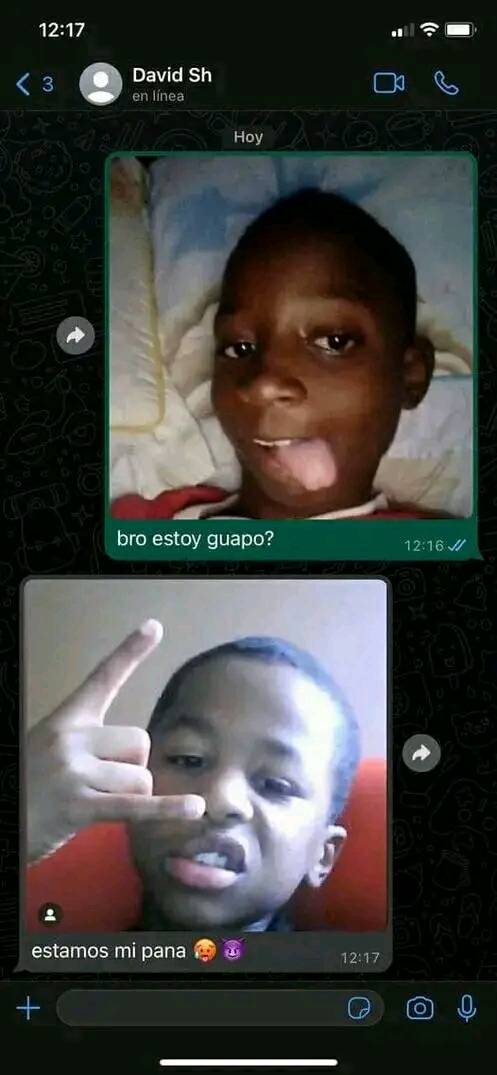 12:17
3
David Sh
en línea
Hoy
bro estoy guapo?
12:16
estamos mi pana 🥵😈
12:17